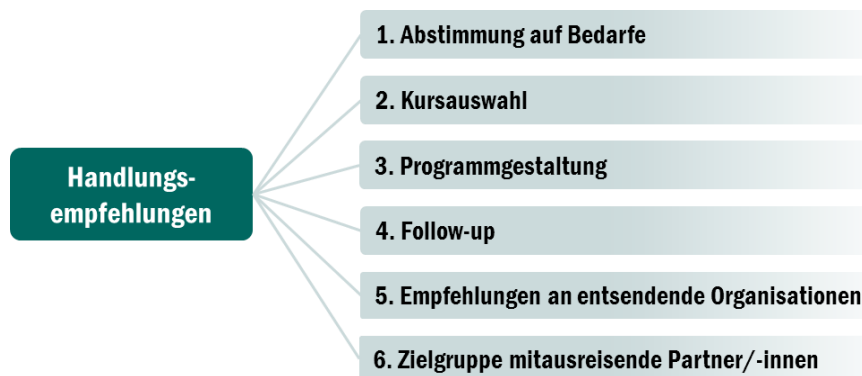 Handlungs-
empfehlungen
1. Abstimmung auf Bedarfe
2. Kursauswahl
3. Programmgestaltung
4. Follow-up
5. Empfehlungen an entsendende Organisationen
6. Zielgruppe mitausreisende Partner/-innen